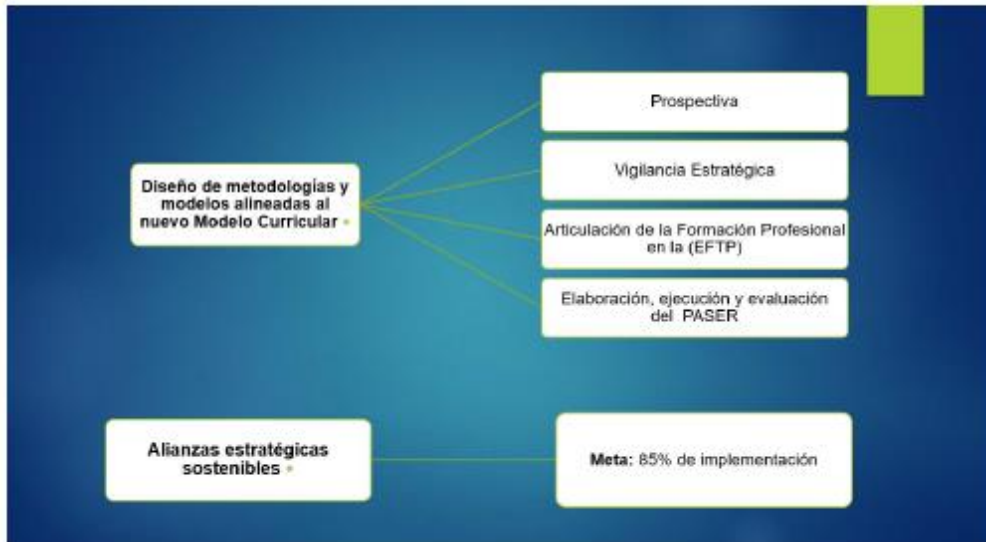 Diseño de metodologías y
modelos alineadas al
nuevo Modelo Curricular •
Prospectiva
Vigilancia Estratégica
Articulación de la Formación Profesional
en la (EFTP)
Elaboración, ejecución y evaluación
del PASER
Alianzas estratégicas
sostenibles •
Meta: 85% de implementación